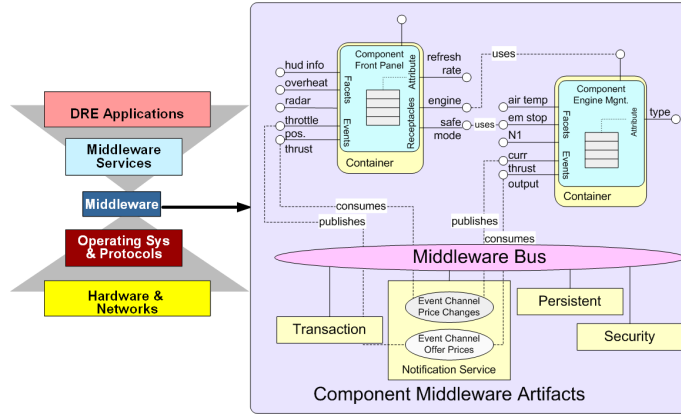 DRE Applications
Middleware
Services
Middleware
Operating Sys
& Protocols
Hardware &
Networks
hud info
overheat
radar
throttle
pos.
thrust
Component
Front Panel
Facets
Events
Attribute
Receptacles
Container
refresh
rate
engine
safe
mode
uses
uses
air temp
em stop
N1
curr
thrust
output
Component
Engine Mgnt.
Facets
Events
Attribute
Container
type
consumes
publishes
publishes
consumes
Middleware Bus
Transaction
Event Channel
Price Changes
Event Channel
Offer Prices
Notification Service
Persistent
Security
Component Middleware Artifacts